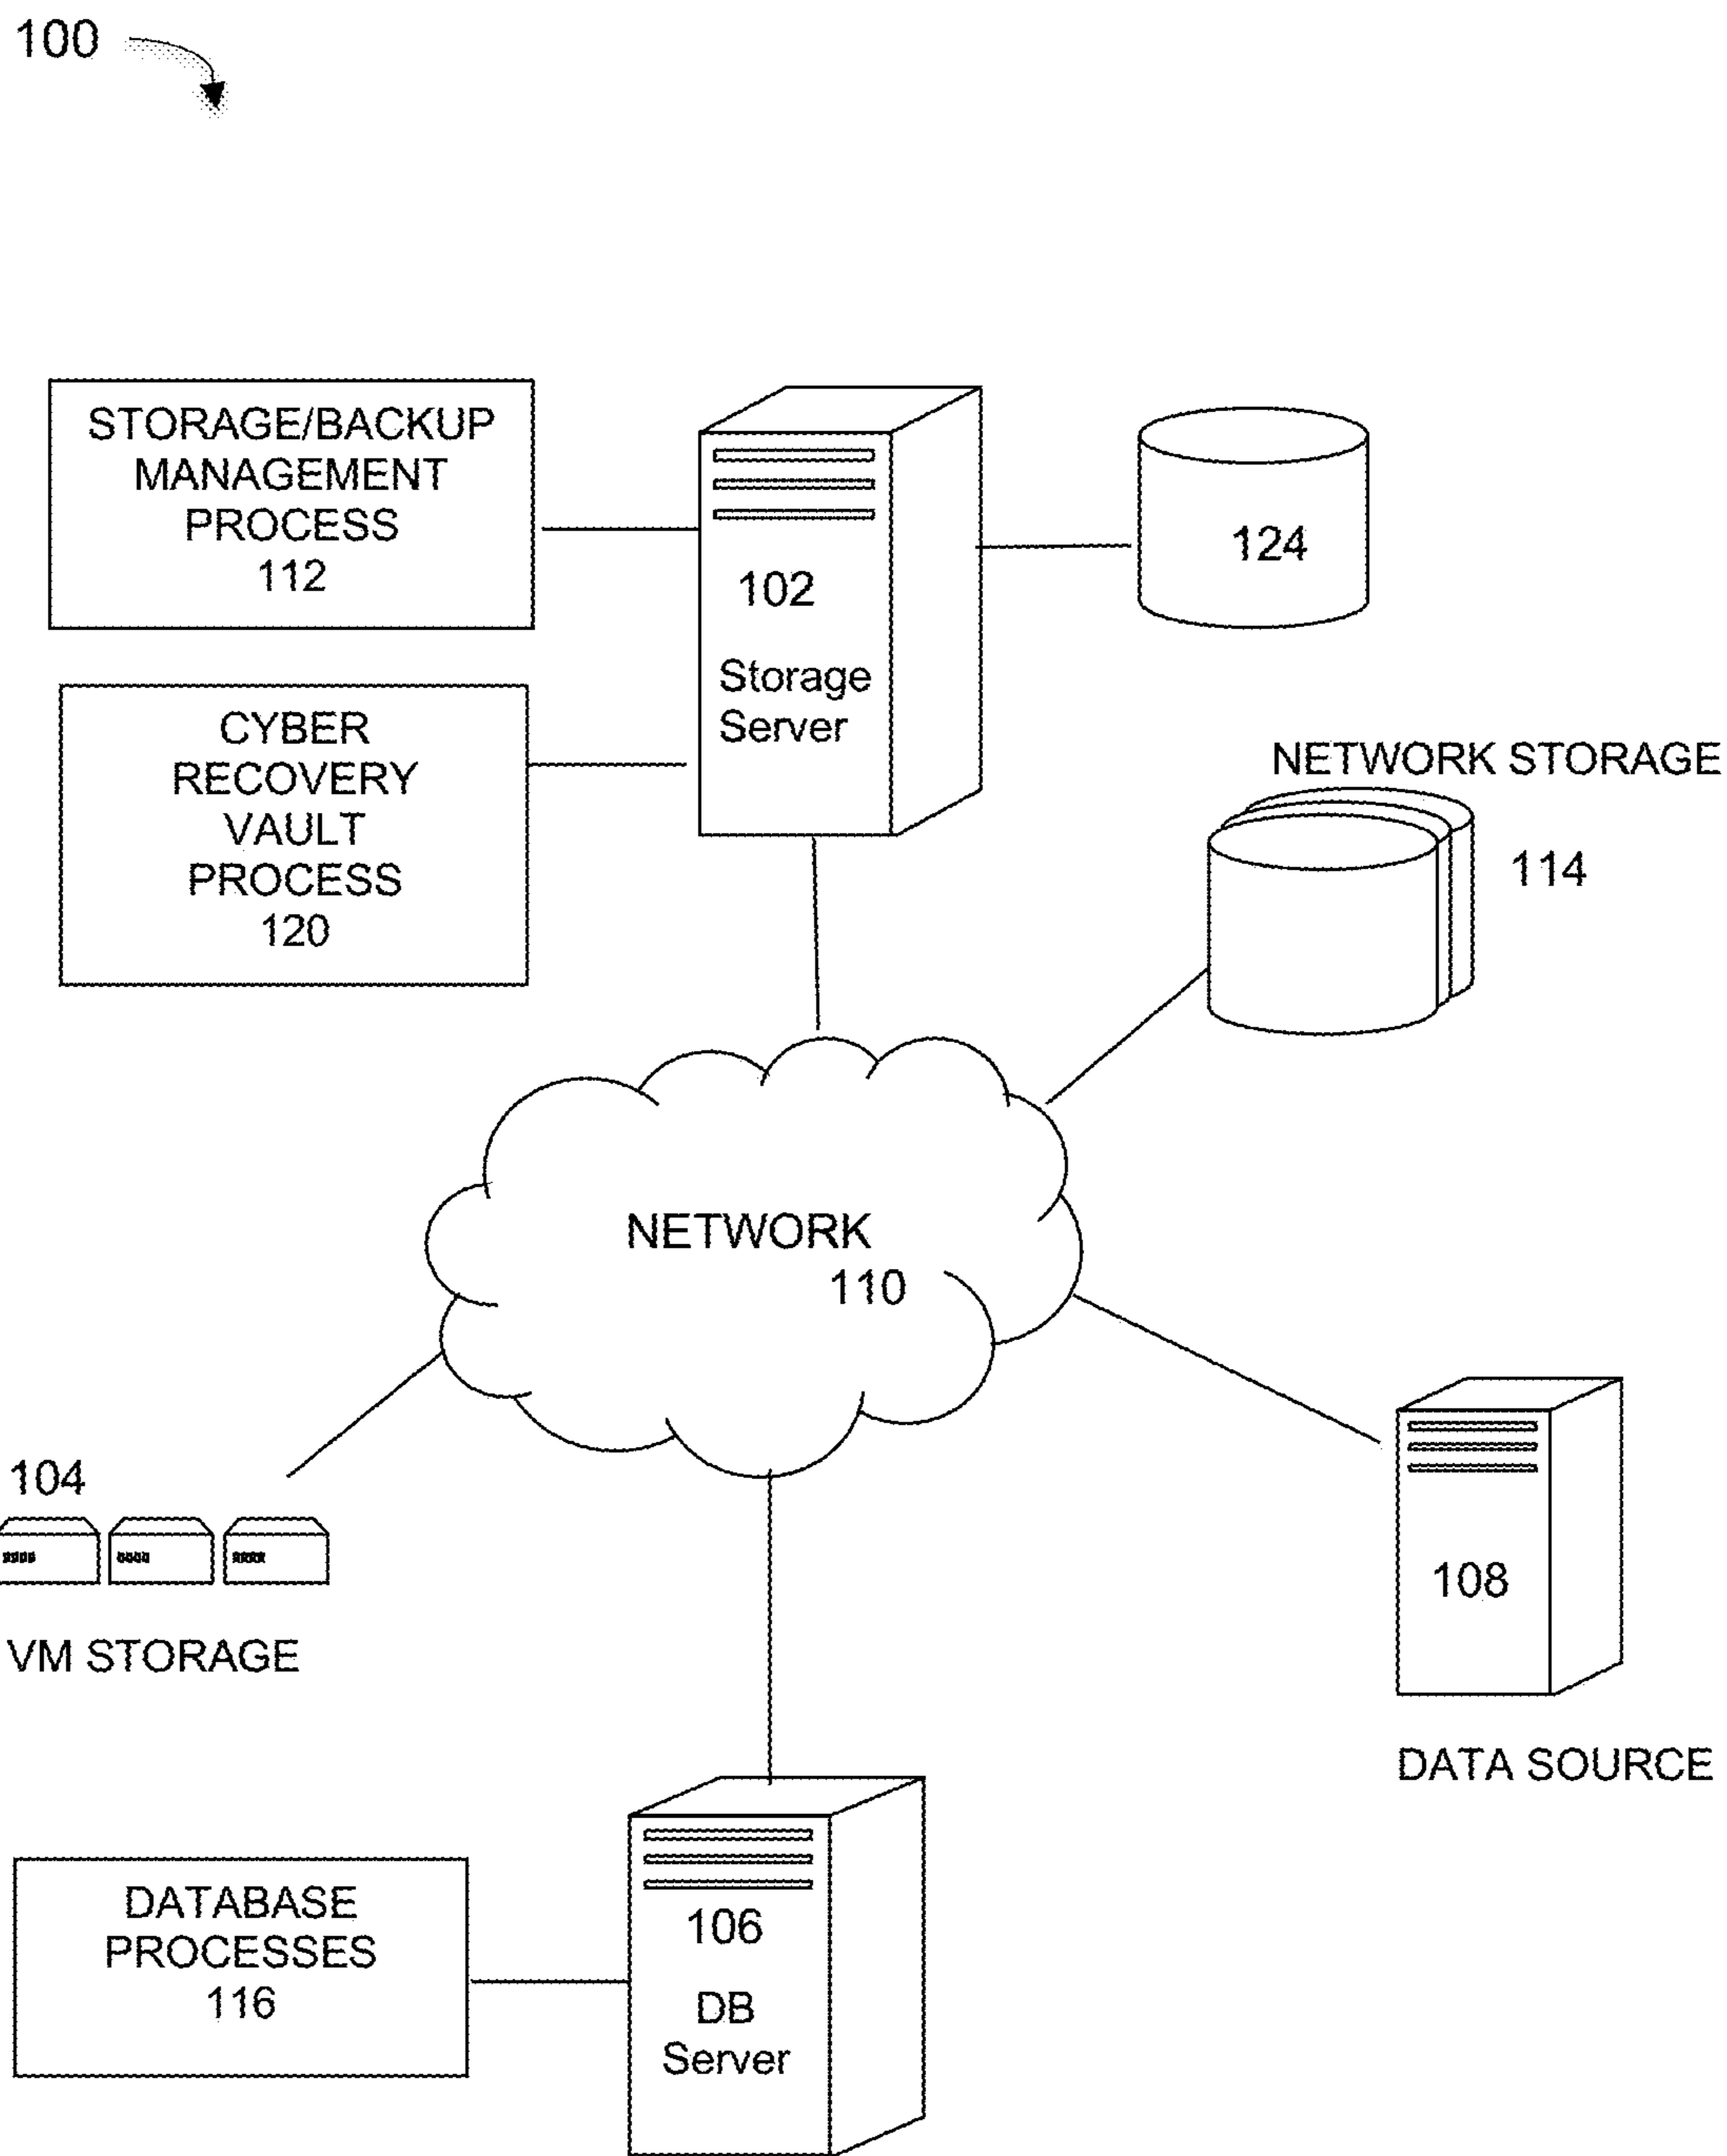 100
STORAGE/BACKUP
MANAGEMENT
PROCESS
112
102
Storage
Server
124
CYBER
RECOVERY
VAULT
PROCESS
120
NETWORK STORAGE
114
NETWORK
110
104
VM STORAGE
108
DATA SOURCE
DATABASE
PROCESSES
116
106
DB
Server